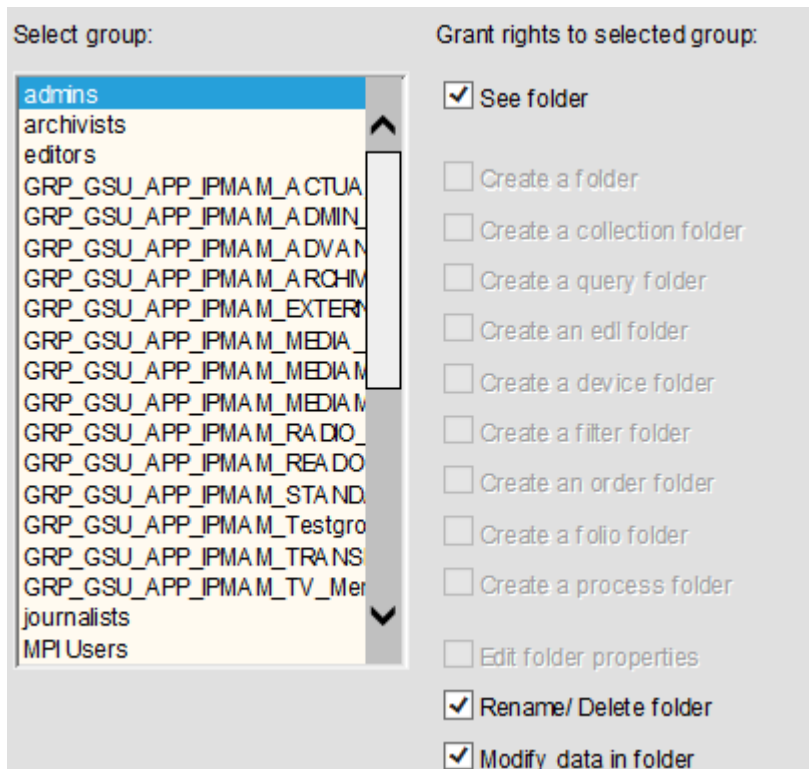 Select group:
admins
archivists
editors
GRP_GSU_APP_IPMAM_ACTUA
GRP_GSU_APP_IPMAM_ADMIN_
GRP_GSU_APP_IPMAM_ADVAN
GRP_GSU_APP_IPMAM_ARCHIV
GRP_GSU_APP_IPMAM_EXTERN
GRP_GSU_APP_IPMAM_MEDIA_
GRP_GSU_APP_IPMAM_MEDIAM
GRP_GSU_APP_IPMAM_MEDIAM
GRP_GSU_APP_IPMAM_RADIO_
GRP_GSU_APP_IPMAM_READO
GRP_GSU_APP_IPMAM_STANDA
GRP_GSU_APP_IPMAM_Testgro
GRP_GSU_APP_IPMAM_TRANS
GRP_GSU_APP_IPMAM_TV_Mer
journalists
MPI Users
Grant rights to selected group:
See folder
Create a folder
Create a collection folder
Create a query folder
Create an edl folder
Create a device folder
Create a filter folder
Create an order folder
Create a folio folder
Create a process folder
Edit folder properties
Rename/ Delete folder
Modify data in folder